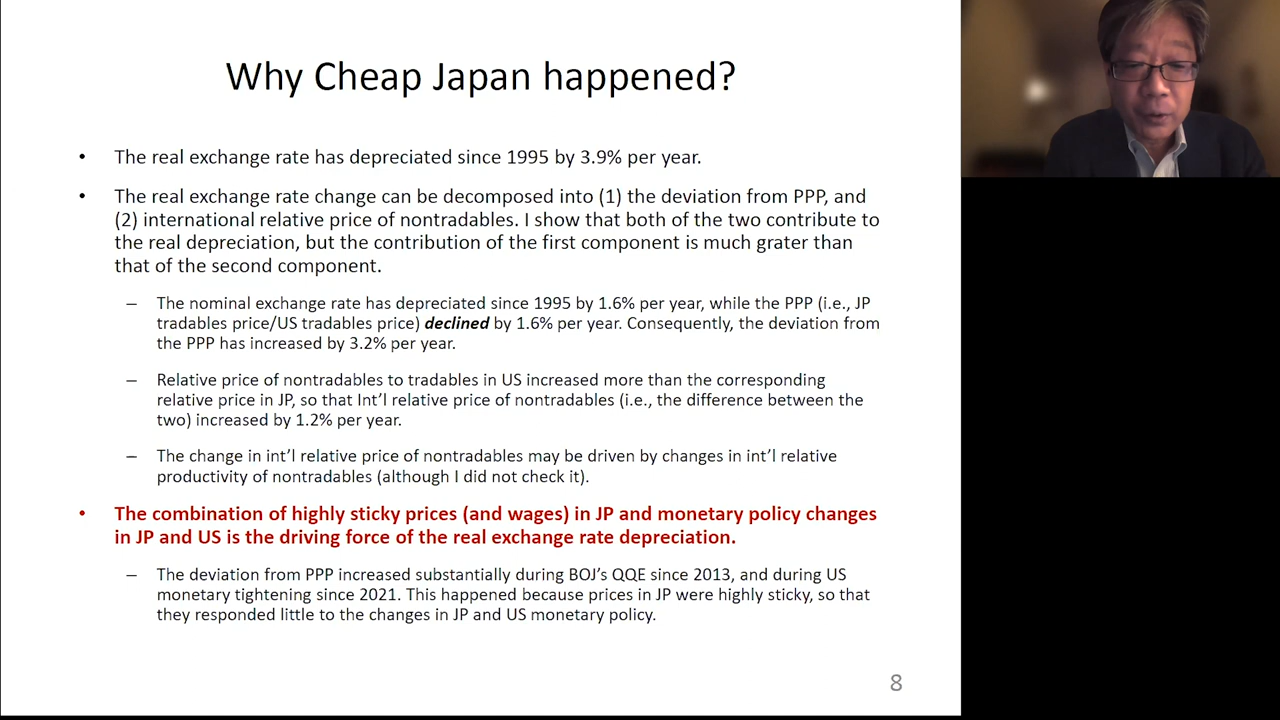 Why Cheap Japan happened?
• The real exchange rate has depreciated since 1995 by 3.9% per year.
• The real exchange rate change can be decomposed into (1) the deviation from PPP, and
(2) international relative price of nontradables. I show that both of the two contribute to
the real depreciation, but the contribution of the first component is much grater than
that of the second component.
– The nominal exchange rate has depreciated since 1995 by 1.6% per year, while the PPP (i.e., JP
tradables price/US tradables price) declined by 1.6% per year. Consequently, the deviation from
the PPP has increased by 3.2% per year.
– Relative price of nontradables to tradables in US increased more than the corresponding
relative price in JP, so that Int’l relative price of nontradables (i.e., the difference between the
two) increased by 1.2% per year.
– The change in int’l relative price of nontradables may be driven by changes in int’l relative
productivity of nontradables (although I did not check it).
• The combination of highly sticky prices (and wages) in JP and monetary policy changes
in JP and US is the driving force of the real exchange rate depreciation.
– The deviation from PPP increased substantially during BOJ’s QQE since 2013, and during US
monetary tightening since 2021. This happened because prices in JP were highly sticky, so that
they responded little to the changes in JP and US monetary policy.
8